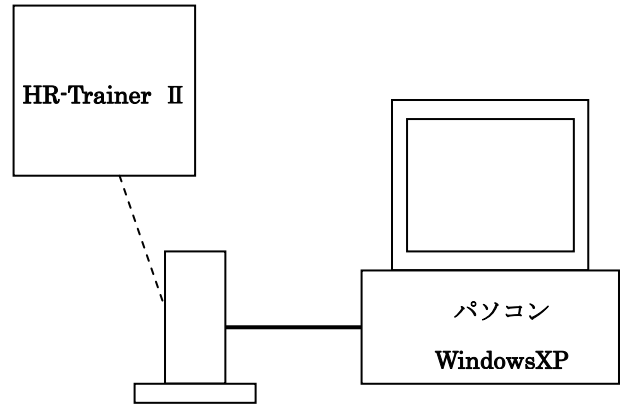 HR-Trainer Ⅱ
パソコン
WindowsXP